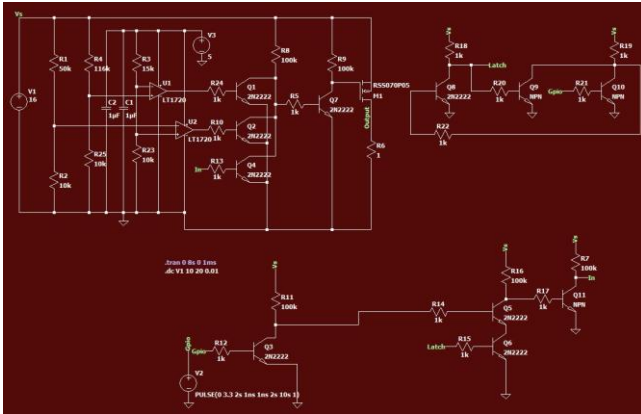 Vs
R1
50k
R4
116k
R3
15k
V3
5
R8
100k
R9
100k
V1
16
C2
1µF
C1
1µF
U1
LT1720
R24
1k
Q1
2N2222
RSS070P05
M1
Output
R5
1k
Q7
2N2222
U2
LT1720
R10
1k
Q2
2N2222
R2
10k
R25
10k
R23
10k
In
R13
1k
Q4
2N2222
R6
1
Vs
R18
1k
Latch
Q8
2N2222
R20
1k
Q9
NPN
Vs
R19
1k
Gpio
R21
1k
Q10
NPN
R22
1k
.tran 0 8s 0 1ms
.dc V1 10 20 0.01
Vs
R11
100k
Gpio
Gpio
R12
1k
Q3
2N2222
V2
PULSE(0 3.3 2s 1ms 1ms 2s 10s 1)
Vs
R16
100k
R14
1k
Q5
2N2222
R17
1k
Vs
R7
100k
In
Q11
NPN
Latch
R15
1k
Q6
2N2222